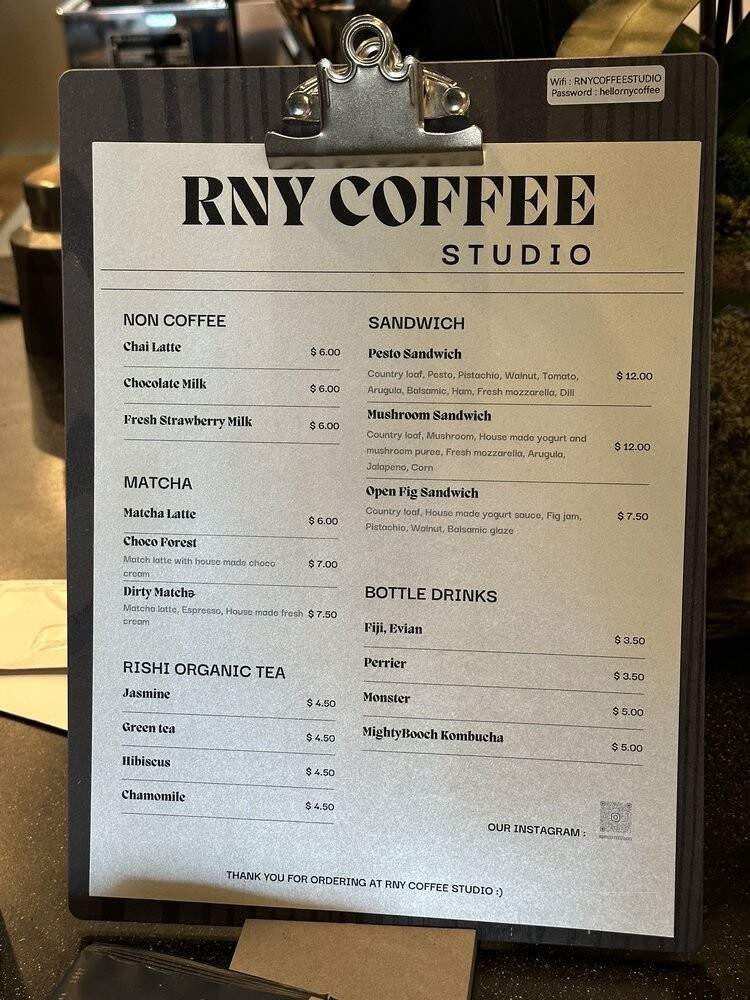 Wifi : RNYCOFFEESTUDIO
Password : hellornycoffee
RNY COFFEE
STUDIO
NON COFFEE
Chai Latte $ 6.00
Chocolate Milk $ 6.00
Fresh Strawberry Milk $ 6.00
MATCHA
Matcha Latte $ 6.00
Choco Forest
Match latte with house made choco $ 7.00
cream
Dirty Matcha
Matcha latte, Espresso, House made fresh $ 7.50
cream
RISHI ORGANIC TEA
Jasmine $ 4.50
Green tea $ 4.50
Hibiscus $ 4.50
Chamomile $ 4.50
SANDWICH
Pesto Sandwich
Country loaf, Pesto, Pistachio, Walnut, Tomato, $ 12.00
Arugula, Balsamic, Ham, Fresh mozzarella, Dill
Mushroom Sandwich
Country loaf, Mushroom, House made yogurt and
mushroom puree, Fresh mozzarella, Arugula, $ 12.00
Jalapeno, Corn
Open Fig Sandwich
Country loaf, House made yogurt sauce, Fig jam, $ 7.50
Pistachio, Walnut, Balsamic glaze
BOTTLE DRINKS
Fiji, Evian $ 3.50
Perrier $ 3.50
Monster $ 5.00
MightyBooch Kombucha $ 5.00
OUR INSTAGRAM :
THANK YOU FOR ORDERING AT RNY COFFEE STUDIO :)